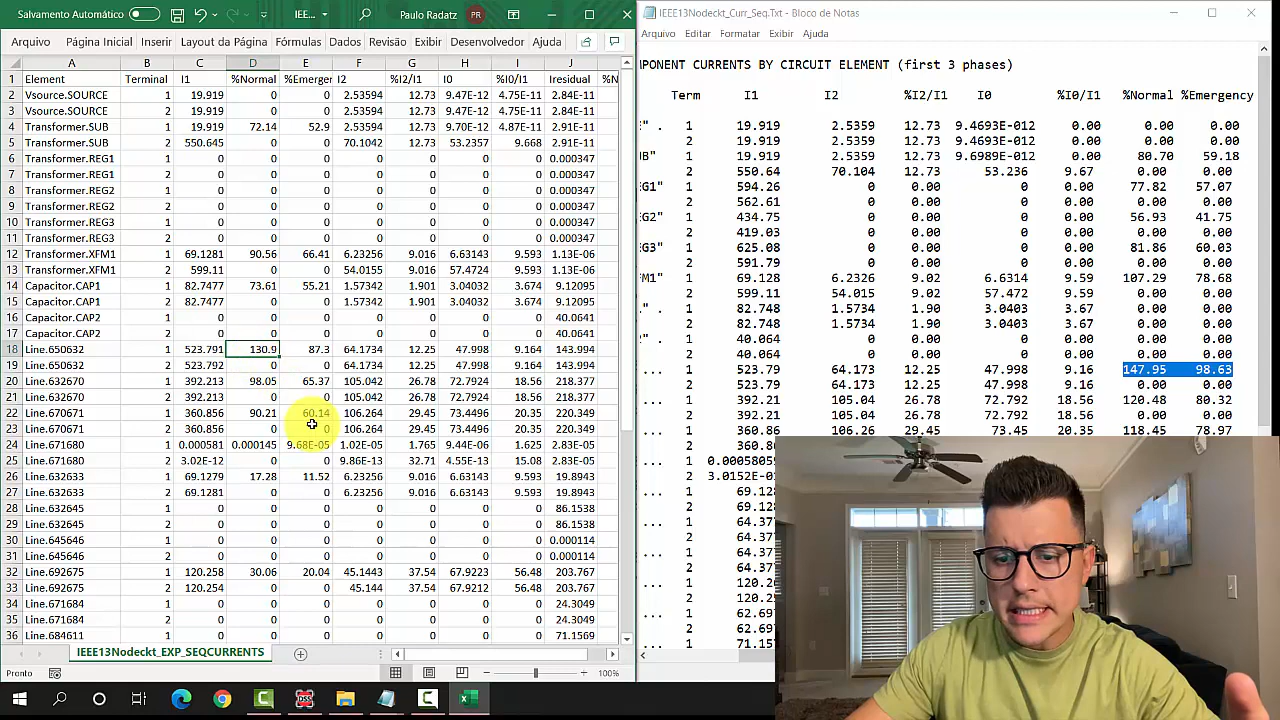 Salvamento Automático IEE... Paulo Radatz PR
Arquivo Página Inicial Inserir Layout da Página Fórmulas Dados Revisão Exibir Desenvolvedor Ajuda
A B C D E F G H I J
1 Element Terminal I1 %Normal %Emergen I2 %I2/I1 I0 %I0/I1 Iresidual %N
2 Vsource.SOURCE 1 19.919 0 0 2.53594 12.73 9.47E-12 4.75E-11 2.84E-11
3 Vsource.SOURCE 2 19.919 0 0 2.53594 12.73 9.47E-12 4.75E-11 2.84E-11
4 Transformer.SUB 1 19.919 72.14 52.9 2.53594 12.73 9.70E-12 4.87E-11 2.91E-11
5 Transformer.SUB 2 550.645 0 0 70.1042 12.73 53.2357 9.668 2.91E-11
6 Transformer.REG1 1 0 0 0 0 0 0 0 0.000347
7 Transformer.REG1 2 0 0 0 0 0 0 0 0.000347
8 Transformer.REG2 1 0 0 0 0 0 0 0 0.000347
9 Transformer.REG2 2 0 0 0 0 0 0 0 0.000347
10 Transformer.REG3 1 0 0 0 0 0 0 0 0.000347
11 Transformer.REG3 2 0 0 0 0 0 0 0 0.000347
12 Transformer.XFM1 1 69.1281 90.56 66.41 6.23256 9.016 6.63143 9.593 1.13E-06
13 Transformer.XFM1 2 599.11 0 0 54.0155 9.016 57.4724 9.593 1.13E-06
14 Capacitor.CAP1 1 82.7477 73.61 55.21 1.57342 1.901 3.04032 3.674 9.12095
15 Capacitor.CAP1 2 82.7477 0 0 1.57342 1.901 3.04032 3.674 9.12095
16 Capacitor.CAP2 1 0 0 0 0 0 0 0 40.0641
17 Capacitor.CAP2 2 0 0 0 0 0 0 0 40.0641
18 Line.650632 1 523.791 130.9 87.3 64.1734 12.25 47.998 9.164 143.994
19 Line.650632 2 523.792 0 0 64.1734 12.25 47.998 9.164 143.994
20 Line.632670 1 392.213 98.05 65.37 105.042 26.78 72.7924 18.56 218.377
21 Line.632670 2 392.213 0 0 105.042 26.78 72.7926 18.56 218.377
22 Line.670671 1 360.856 90.21 60.14 106.264 29.45 73.4496 20.35 220.349
23 Line.670671 2 360.856 0 0 106.264 29.45 73.4496 20.35 220.349
24 Line.671680 1 0.000581 0.000145 9.68E-05 1.02E-05 1.765 9.44E-06 1.625 2.83E-05
25 Line.671680 2 3.02E-12 0 0 9.86E-13 32.71 4.55E-13 15.08 2.83E-05
26 Line.632633 1 69.1279 17.28 11.52 6.23256 9.016 6.63143 9.593 19.8943
27 Line.632633 2 69.1281 0 0 6.23256 9.016 6.63143 9.593 19.8943
28 Line.632645 1 0 0 0 0 0 0 0 86.1538
29 Line.632645 2 0 0 0 0 0 0 0 86.1538
30 Line.645646 1 0 0 0 0 0 0 0 0.000114
31 Line.645646 2 0 0 0 0 0 0 0 0.000114
32 Line.692675 1 120.258 30.06 20.04 45.1443 37.54 67.9223 56.48 203.767
33 Line.692675 2 120.254 0 0 45.144 37.54 67.9212 56.48 203.767
34 Line.671684 1 0 0 0 0 0 0 0 24.3049
35 Line.671684 2 0 0 0 0 0 0 0 24.3049
36 Line.684611 1 0 0 0 0 0 0 0 71.1569
IEEE13Nodeckt_EXP_SEQCURRENTS
Pronto 100%
IEEE13Nodeckt_Curr_Seq.Txt - Bloco de Notas
Arquivo Editar Formatar Exibir Ajuda
MPONENT CURRENTS BY CIRCUIT ELEMENT (first 3 phases)
Term I1 I2 %I2/I1 I0 %I0/I1 %Normal %Emergency
E" . 1 19.919 2.5359 12.73 9.4693E-012 0.00 0.00 0.00
2 19.919 2.5359 12.73 9.4693E-012 0.00 0.00 0.00
UB" 1 19.919 2.5359 12.73 9.6989E-012 0.00 80.70 59.18
2 550.64 70.104 12.73 53.236 9.67 0.00 0.00
EG1" 1 594.26 0 0.00 0 0.00 77.82 57.07
2 562.61 0 0.00 0 0.00 0.00 0.00
EG2" 1 434.75 0 0.00 0 0.00 56.93 41.75
2 419.03 0 0.00 0 0.00 0.00 0.00
EG3" 1 625.08 0 0.00 0 0.00 81.86 60.03
2 591.79 0 0.00 0 0.00 0.00 0.00
FM1" 1 69.128 6.2326 9.02 6.6314 9.59 107.29 78.68
2 599.11 54.015 9.02 57.472 9.59 0.00 0.00
" . 1 82.748 1.5734 1.90 3.0403 3.67 0.00 0.00
2 82.748 1.5734 1.90 3.0403 3.67 0.00 0.00
" . 1 40.064 0 0.00 0 0.00 0.00 0.00
2 40.064 0 0.00 0 0.00 0.00 0.00
... 1 523.79 64.173 12.25 47.998 9.16 147.95 98.63
2 523.79 64.173 12.25 47.998 9.16 0.00 0.00
... 1 392.21 105.04 26.78 72.792 18.56 120.48 80.32
2 392.21 105.04 26.78 72.792 18.56 0.00 0.00
... 1 360.86 106.26 29.45 73.45 20.35 118.45 78.97
2 360.8
... 1 0.0005805
2 3.0152E-0
... 1 69.128
2 69.128
... 1 64.377
2 64.37
... 1
2
... 1 120.2
2 120.2
... 1 62.69
2 62.69
... 1 71.15